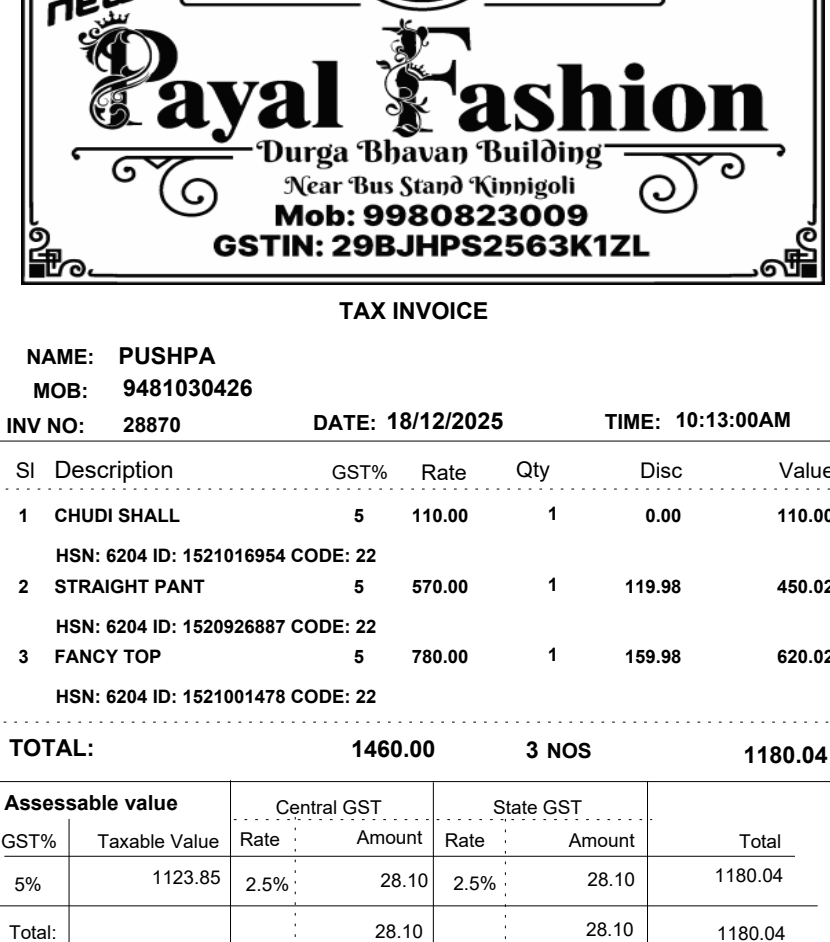 new
Payal Fashion
Durga Bhavan Building
Near Bus Stand Kinnigoli
Mob: 9980823009
GSTIN: 29BJHPS2563K1ZL
TAX INVOICE
NAME: PUSHPA
MOB: 9481030426
INV NO: 28870 DATE: 18/12/2025 TIME: 10:13:00AM
Sl Description GST% Rate Qty Disc Value
1 CHUDI SHALL 5 110.00 1 0.00 110.00
HSN: 6204 ID: 1521016954 CODE: 22
2 STRAIGHT PANT 5 570.00 1 119.98 450.02
HSN: 6204 ID: 1520926887 CODE: 22
3 FANCY TOP 5 780.00 1 159.98 620.02
HSN: 6204 ID: 1521001478 CODE: 22
TOTAL: 1460.00 3 NOS 1180.04
Assessable value Central GST State GST
GST% Taxable Value Rate Amount Rate Amount Total
5% 1123.85 2.5% 28.10 2.5% 28.10 1180.04
Total: 28.10 28.10 1180.04